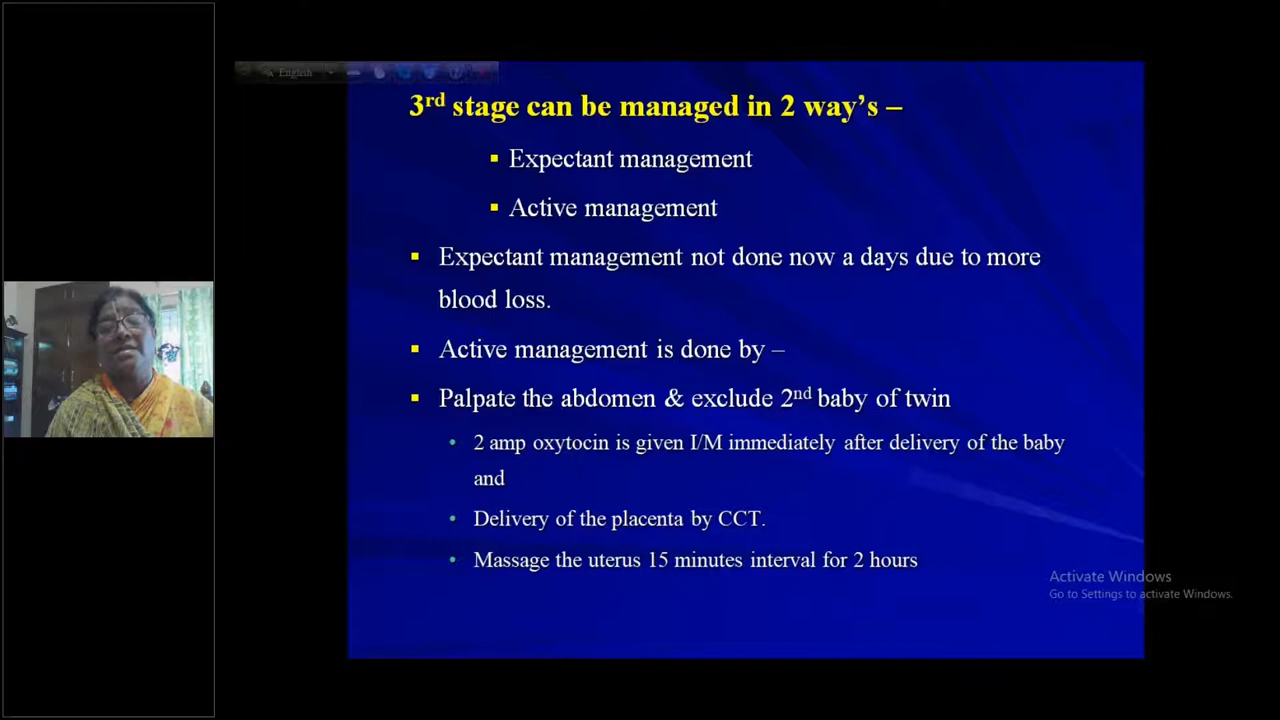 English
3rd stage can be managed in 2 way's –
Expectant management
Active management
Expectant management not done now a days due to more
blood loss.
Active management is done by –
Palpate the abdomen & exclude 2nd baby of twin
2 amp oxytocin is given I/M immediately after delivery of the baby
and
Delivery of the placenta by CCT.
Massage the uterus 15 minutes interval for 2 hours
Activate Windows
Go to Settings to activate Windows.